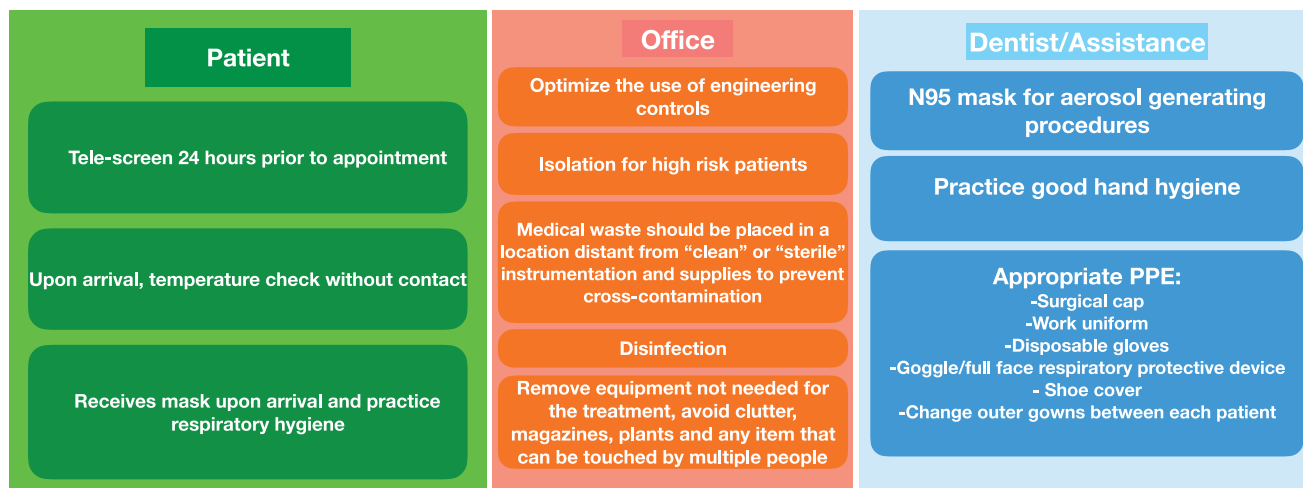 Patient
Tele-screen 24 hours prior to appointment
Upon arrival, temperature check without contact
Receives mask upon arrival and practice
respiratory hygiene
Office
Optimize the use of engineering
controls
Isolation for high risk patients
Medical waste should be placed in a
location distant from “clean” or “sterile”
instrumentation and supplies to prevent
cross-contamination
Disinfection
Remove equipment not needed for
the treatment, avoid clutter,
magazines, plants and any item that
can be touched by multiple people
Dentist/Assistance
N95 mask for aerosol generating
procedures
Practice good hand hygiene
Appropriate PPE:
-Surgical cap
-Work uniform
-Disposable gloves
-Goggle/full face respiratory protective device
- Shoe cover
-Change outer gowns between each patient